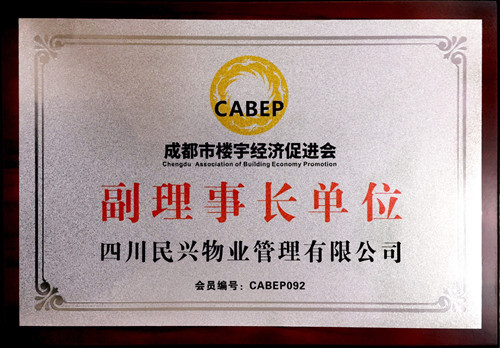 CABEP
成都市楼宇经济促进会
Chengdu Association of Building Economy Promotion
副理事长单位
四川民兴物业管理有限公司
会员编号：CABEP092